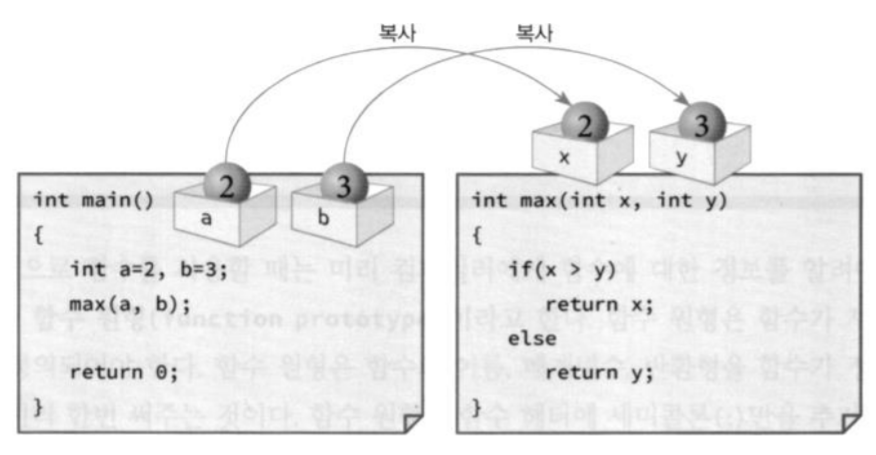 복사 복사
2 3
x y
2 3
a b
int main()
{
int a=2, b=3;
max(a, b);
return 0;
}
int max(int x, int y)
{
if(x > y)
return x;
else
return y;
}